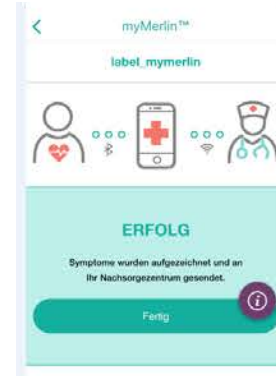 myMerlin™
label_mymerlin
ERFOLG
Symptome wurden aufgezeichnet und an
Ihr Nachsorgezentrum gesendet.
Fertig
i